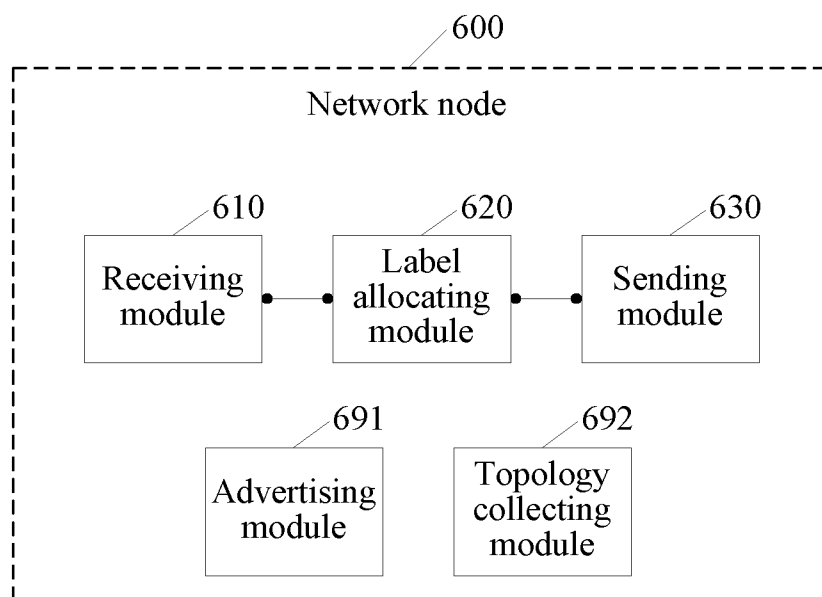 600
Network node
610
620
630
Receiving
module
Label
allocating
module
Sending
module
691
692
Advertising
module
Topology
collecting
module